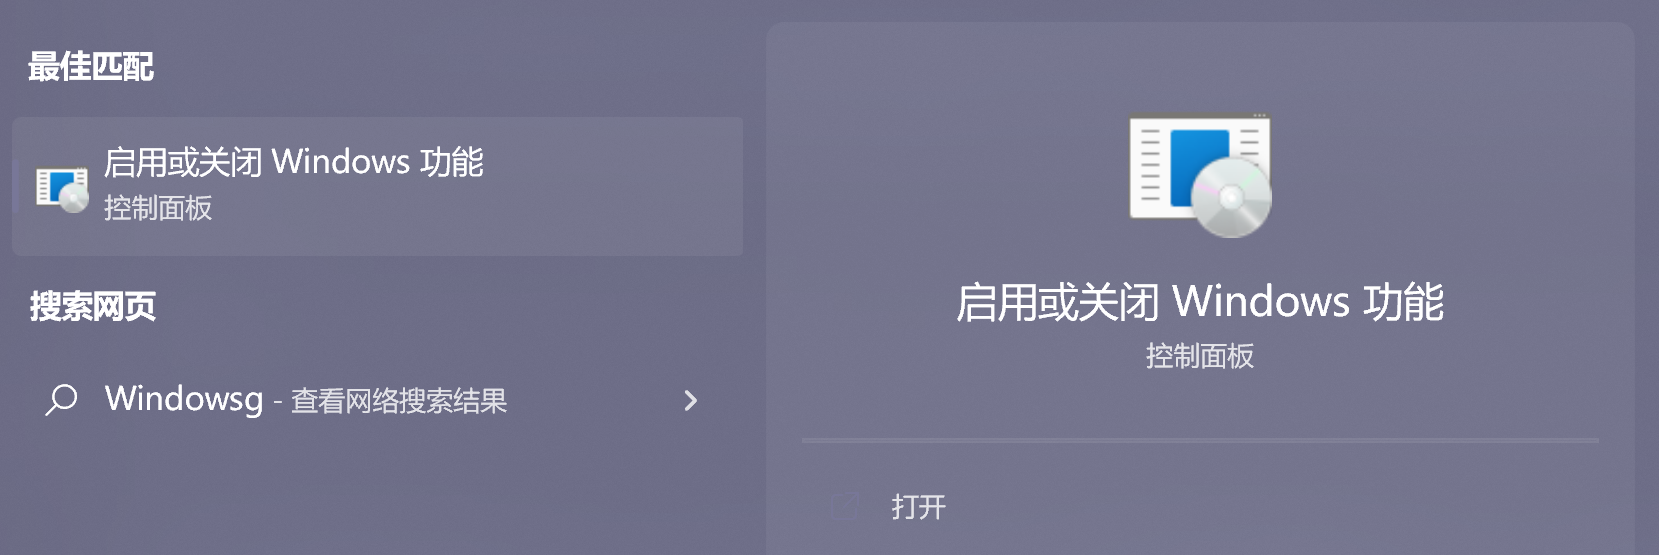 最佳匹配
启用或关闭 Windows 功能
控制面板
搜索网页
Windowsg - 查看网络搜索结果
启用或关闭 Windows 功能
控制面板
打开